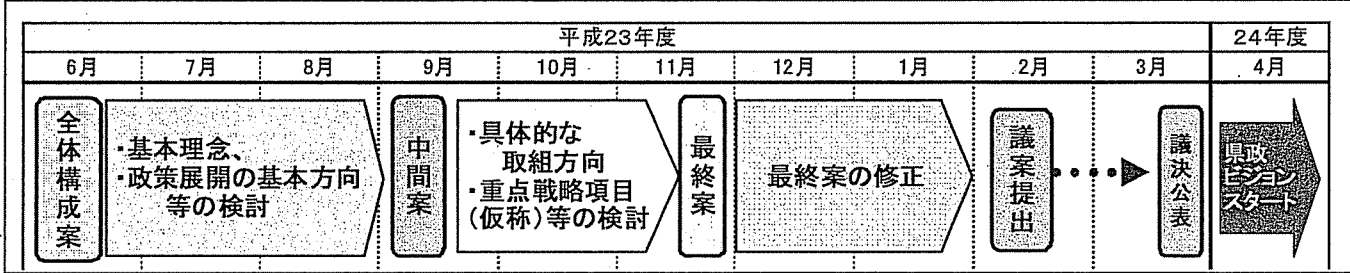 平成23年度
24年度
6月
7月
8月
9月
10月
11月
12月
1月
2月
3月
4月
全体構成案
・基本理念、
・政策展開の基本方向
等の検討
中間案
・具体的な
取組方向
・重点戦略項目
(仮称)等の検討
最終案
最終案の修正
議案提出
議決公表
県政
ビジョン
スタート